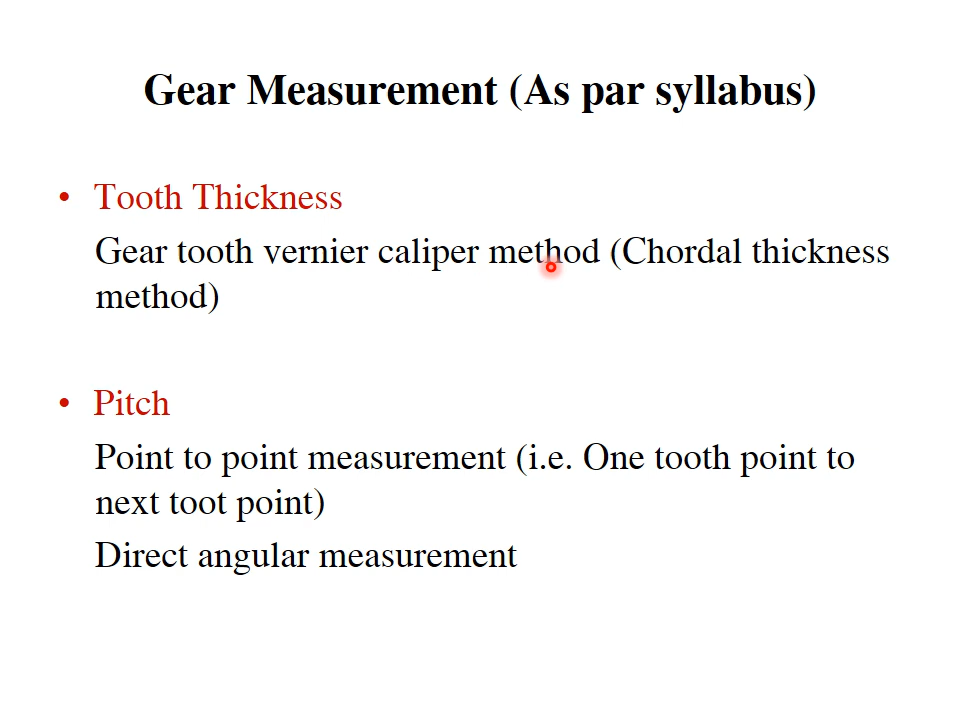 Gear Measurement (As par syllabus)
• Tooth Thickness
Gear tooth vernier caliper method (Chordal thickness
method)
• Pitch
Point to point measurement (i.e. One tooth point to
next toot point)
Direct angular measurement